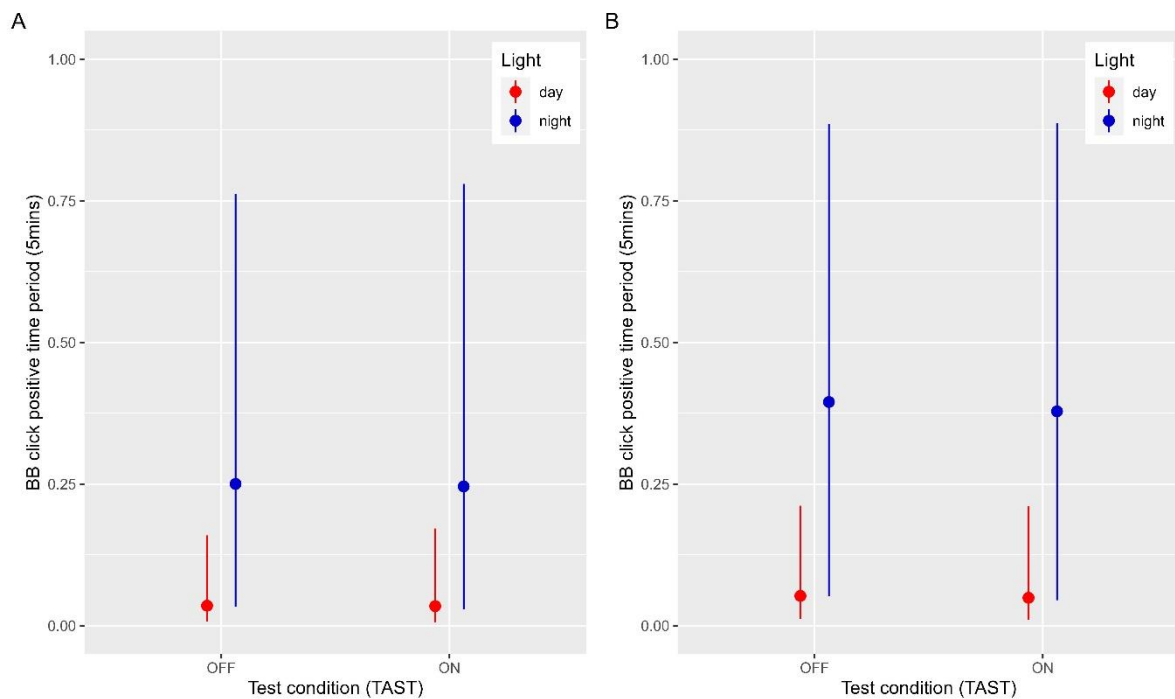 A
BB click positive time period (5mins)
1.00
0.75
0.50
0.25
0.00
Light
day
night
OFF ON
Test condition (TAST)
B
BB click positive time period (5mins)
1.00
0.75
0.50
0.25
0.00
Light
day
night
OFF ON
Test condition (TAST)